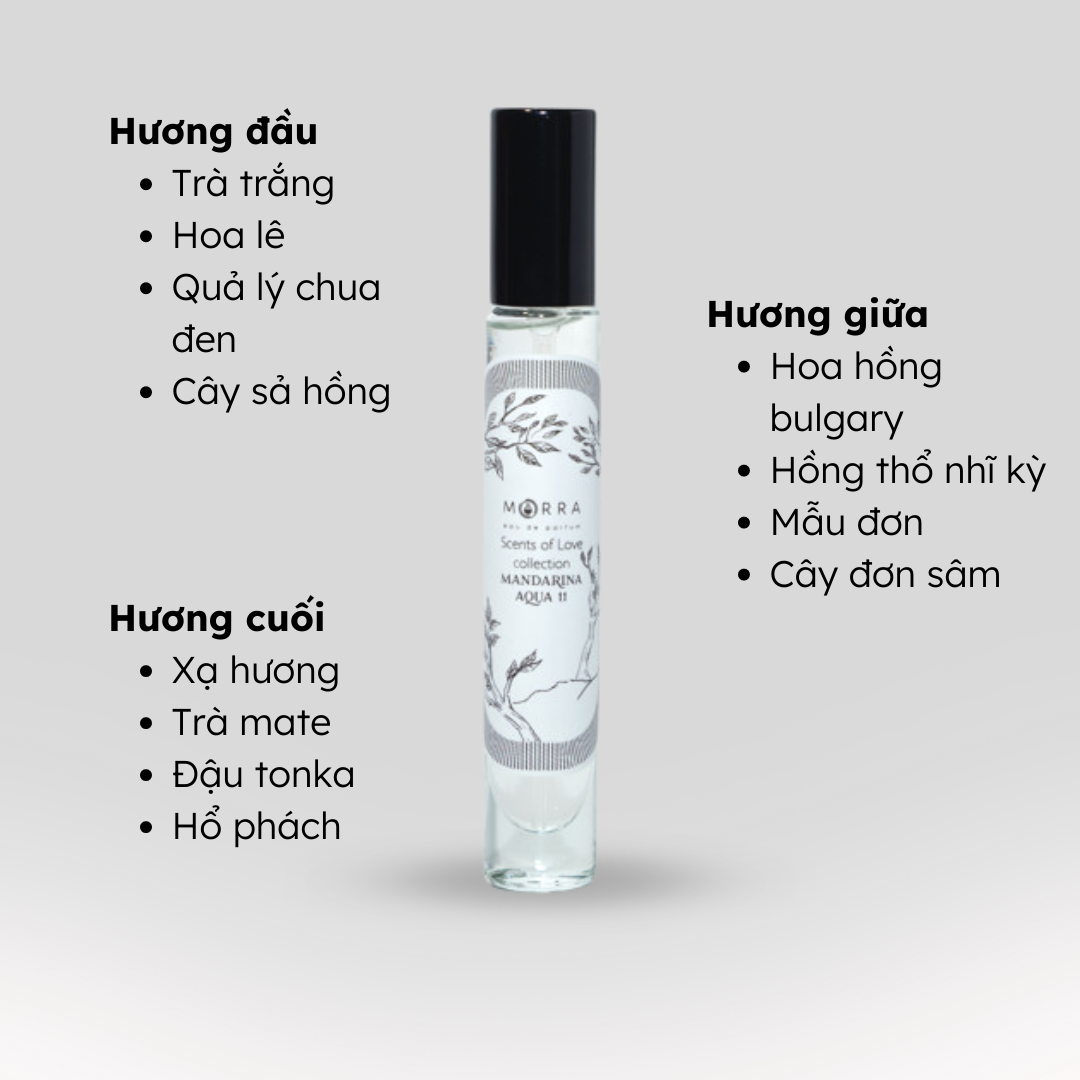 Hương đầu
Trà trắng
Hoa lê
Quả lý chua
đen
Cây sả hồng
Hương giữa
Hoa hồng
bulgary
Hồng thổ nhĩ kỳ
Mẫu đơn
Cây đơn sâm
Hương cuối
Xạ hương
Trà mate
Đậu tonka
Hổ phách
MORRA
eau de parfum
Scents of Love
collection
MANDARINA
AQUA 11